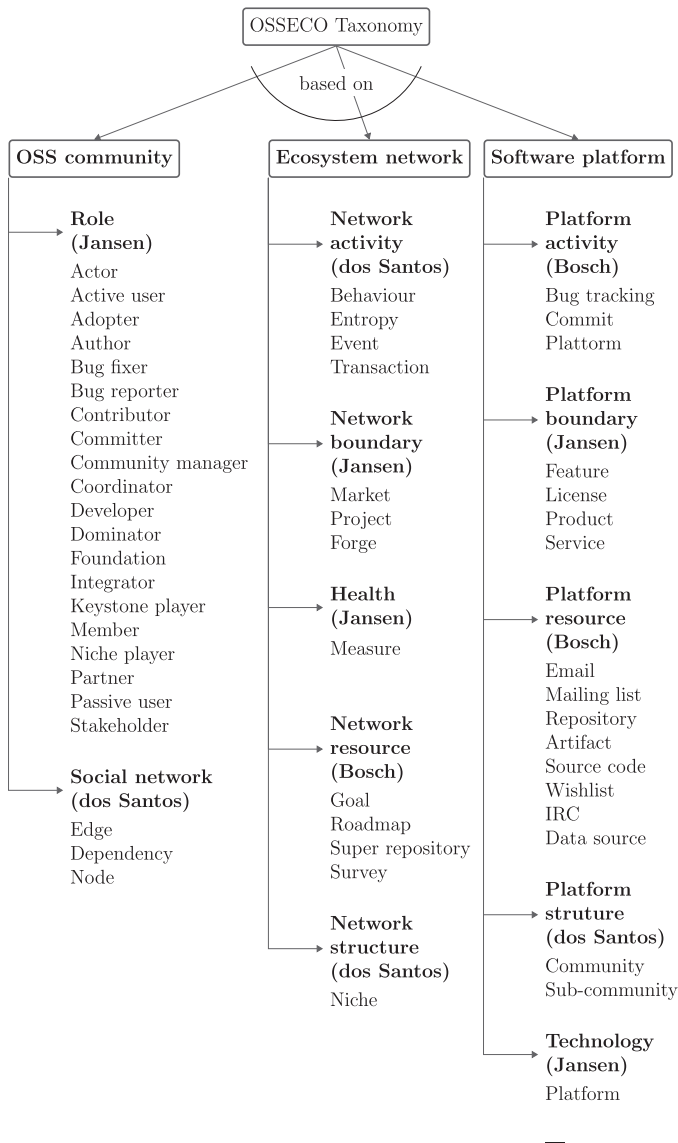 OSSECO Taxonomy
based on
OSS community
Role
(Jansen)
Actor
Active user
Adopter
Author
Bug fixer
Bug reporter
Contributor
Committer
Community manager
Coordinator
Developer
Dominator
Foundation
Integrator
Keystone player
Member
Niche player
Partner
Passive user
Stakeholder
Social network
(dos Santos)
Edge
Dependency
Node
Ecosystem network
Network
activity
(dos Santos)
Behaviour
Entropy
Event
Transaction
Network
boundary
(Jansen)
Market
Project
Forge
Health
(Jansen)
Measure
Network
resource
(Bosch)
Goal
Roadmap
Super repository
Survey
Network
structure
(dos Santos)
Niche
Software platform
Platform
activity
(Bosch)
Bug tracking
Commit
Plattorm
Platform
boundary
(Jansen)
Feature
License
Product
Service
Platform
resource
(Bosch)
Email
Mailing list
Repository
Artifact
Source code
Wishlist
IRC
Data source
Platform
struture
(dos Santos)
Community
Sub-community
Technology
(Jansen)
Platform